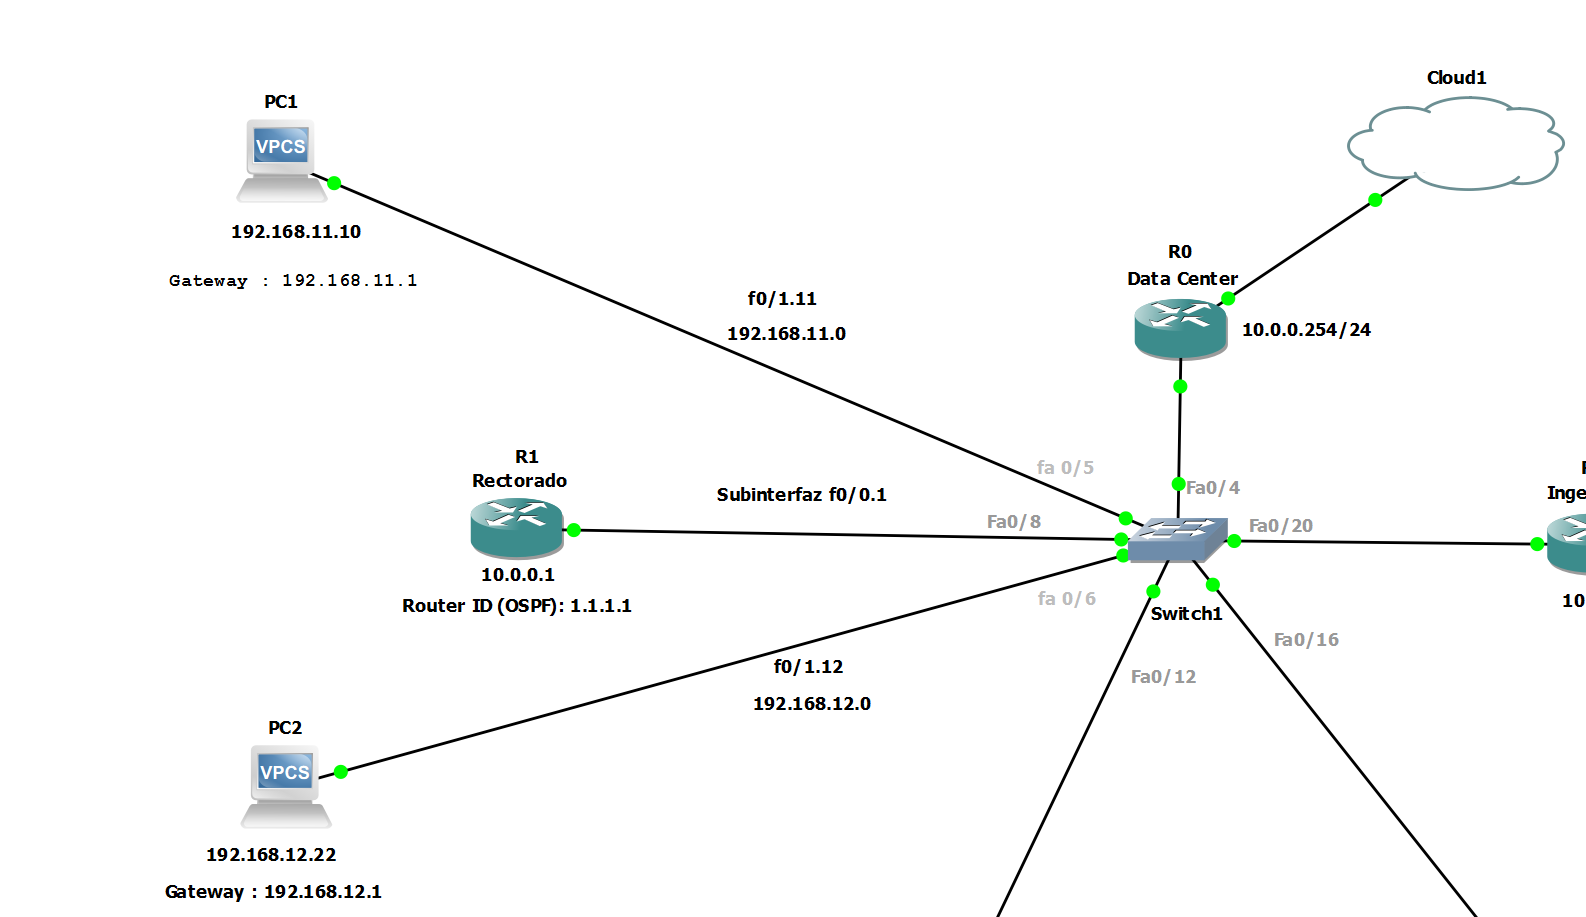 Cloud1
PC1
VPCS
192.168.11.10
Gateway : 192.168.11.1
R0
Data Center
10.0.0.254/24
f0/1.11
192.168.11.0
R1
Rectorado
Subinterfaz f0/0.1
fa 0/5
Fa0/4
Fa0/8
Fa0/20
10.0.0.1
Router ID (OSPF): 1.1.1.1
fa 0/6
Switch1
Fa0/16
Fa0/12
f0/1.12
192.168.12.0
PC2
VPCS
192.168.12.22
Gateway : 192.168.12.1
Inge
10